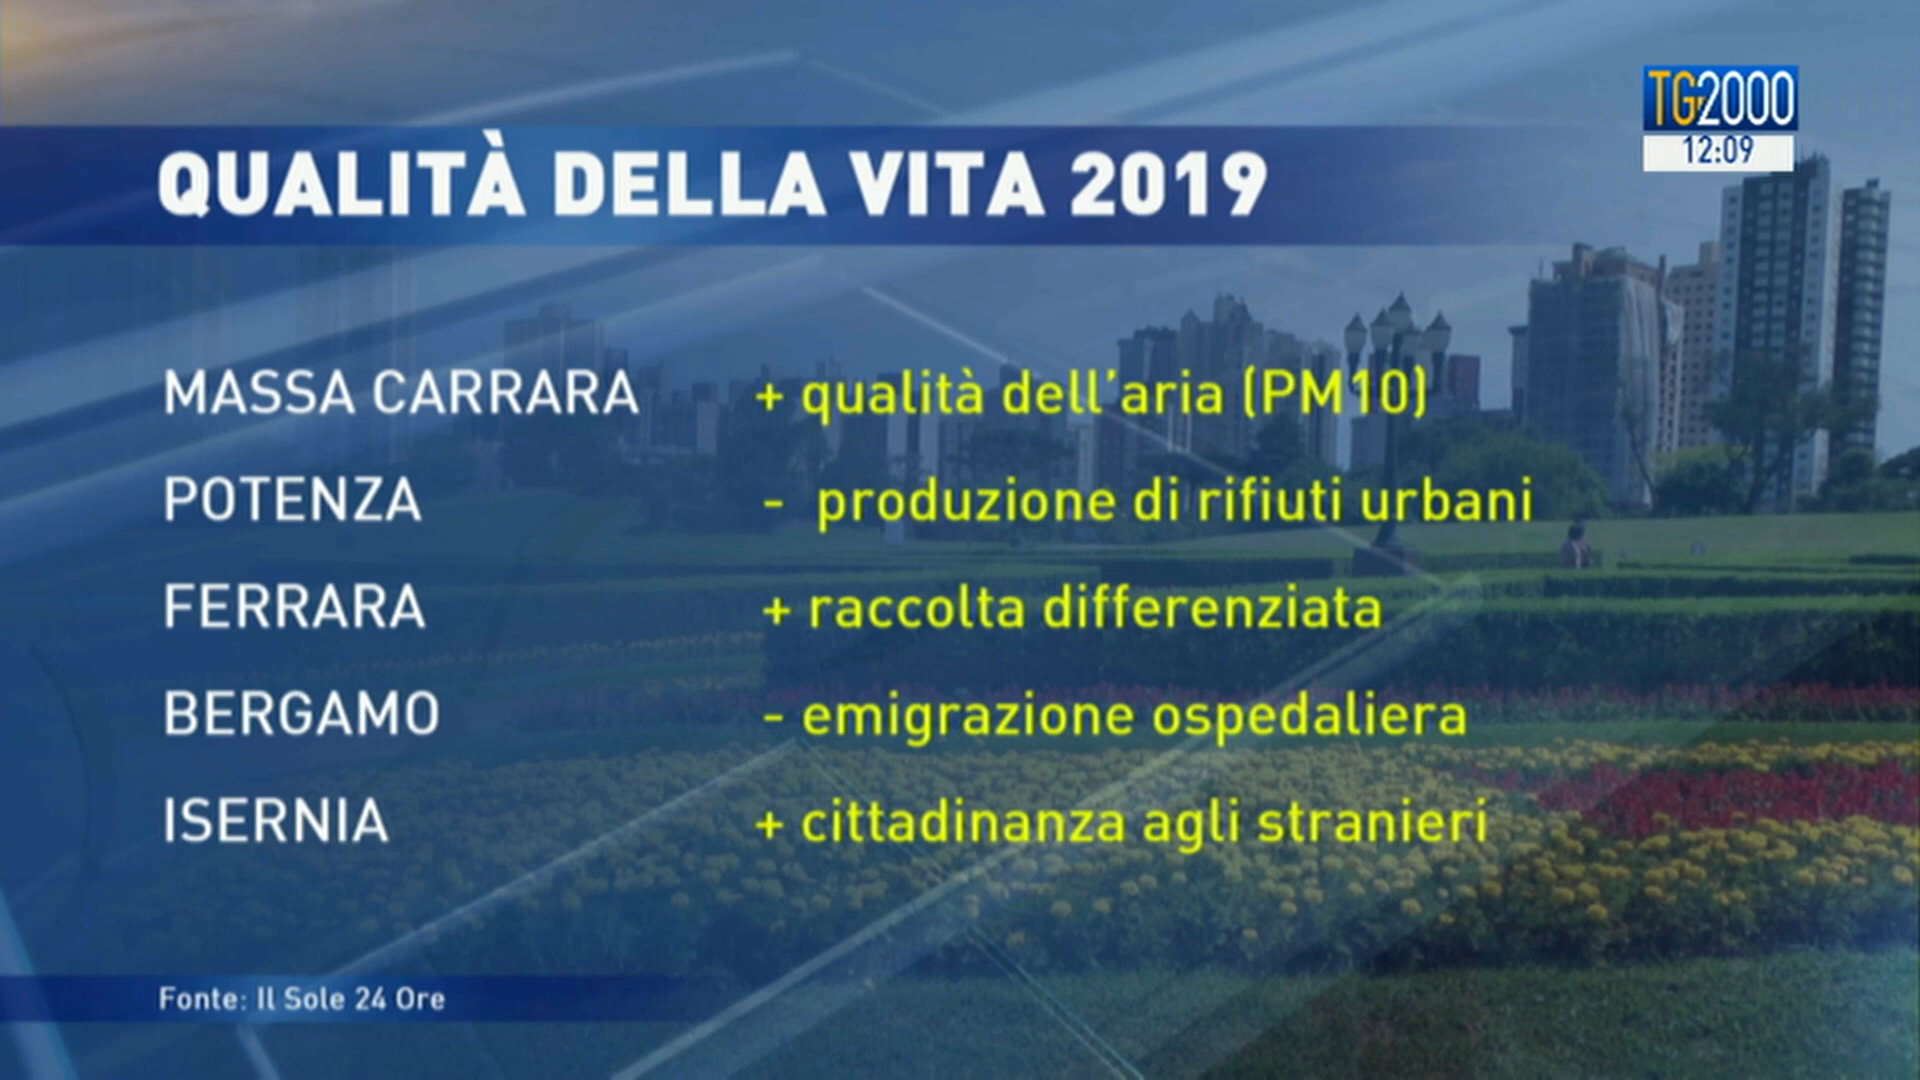 TG2000
12:09
QUALITÀ DELLA VITA 2019
MASSA CARRARA + qualità dell'aria (PM10)
POTENZA - produzione di rifiuti urbani
FERRARA + raccolta differenziata
BERGAMO - emigrazione ospedaliera
ISERNIA + cittadinanza agli stranieri
Fonte: Il Sole 24 Ore